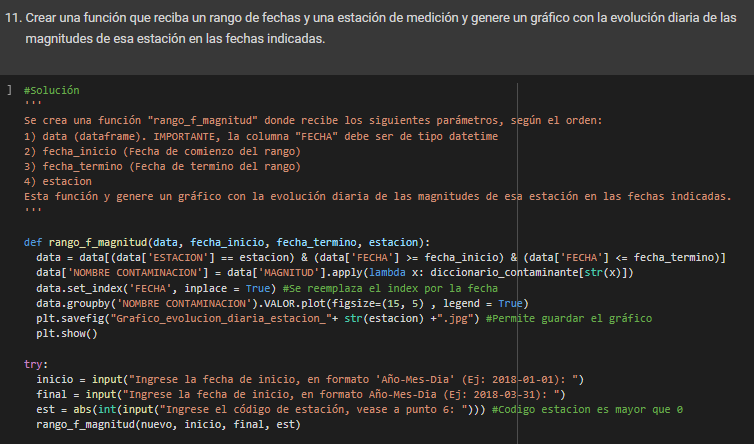 11. Crear una función que reciba un rango de fechas y una estación de medición y genere un gráfico con la evolución diaria de las
magnitudes de esa estación en las fechas indicadas.
] #Solución
'''
Se crea una función "rango_f_magnitud" donde recibe los siguientes parámetros, según el orden:
1) data (dataframe). IMPORTANTE, la columna "FECHA" debe ser de tipo datetime
2) fecha_inicio (Fecha de comienzo del rango)
3) fecha_termino (Fecha de termino del rango)
4) estacion
Esta función y genere un gráfico con la evolución diaria de las magnitudes de esa estación en las fechas indicadas.
'''
def rango_f_magnitud(data, fecha_inicio, fecha_termino, estacion):
  data = data[(data['ESTACION'] == estacion) & (data['FECHA'] >= fecha_inicio) & (data['FECHA'] <= fecha_termino)]
  data['NOMBRE CONTAMINACION'] = data['MAGNITUD'].apply(lambda x: diccionario_contaminante[str(x)])
  data.set_index('FECHA', inplace = True) #Se reemplaza el index por la fecha
  data.groupby('NOMBRE CONTAMINACION').VALOR.plot(figsize=(15, 5) , legend = True)
  plt.savefig("Grafico_evolucion_diaria_estacion_"+ str(estacion) +".jpg") #Permite guardar el gráfico
  plt.show()
try:
  inicio = input("Ingrese la fecha de inicio, en formato 'Año-Mes-Dia' (Ej: 2018-01-01): ")
  final = input("Ingrese la fecha de inicio, en formato Año-Mes-Dia (Ej: 2018-03-31): ")
  est = abs(int(input("Ingrese el código de estación, vease a punto 6: "))) #Codigo estacion es mayor que 0
  rango_f_magnitud(nuevo, inicio, final, est)